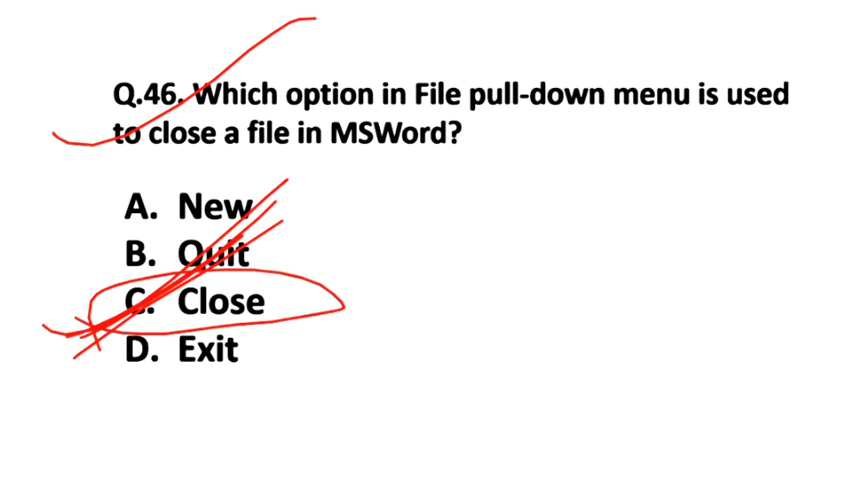 Q.46. Which option in File pull-down menu is used
to close a file in MSWord?
A. New
B. Quit
C. Close
D. Exit